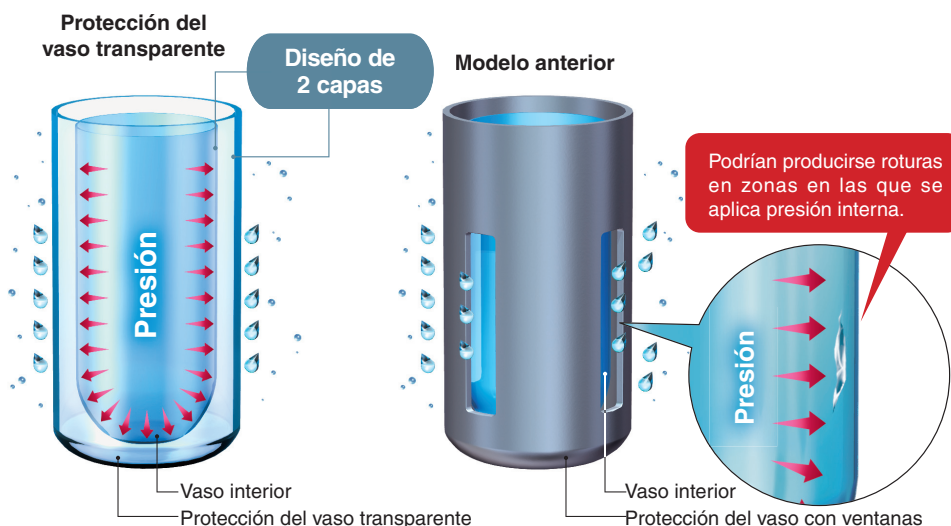 Protección del
vaso transparente
Diseño de
2 capas
Presión
Vaso interior
Protección del vaso transparente
Modelo anterior
Podrían producirse roturas
en zonas en las que se
aplica presión interna.
Presión
Vaso interior
Protección del vaso con ventanas